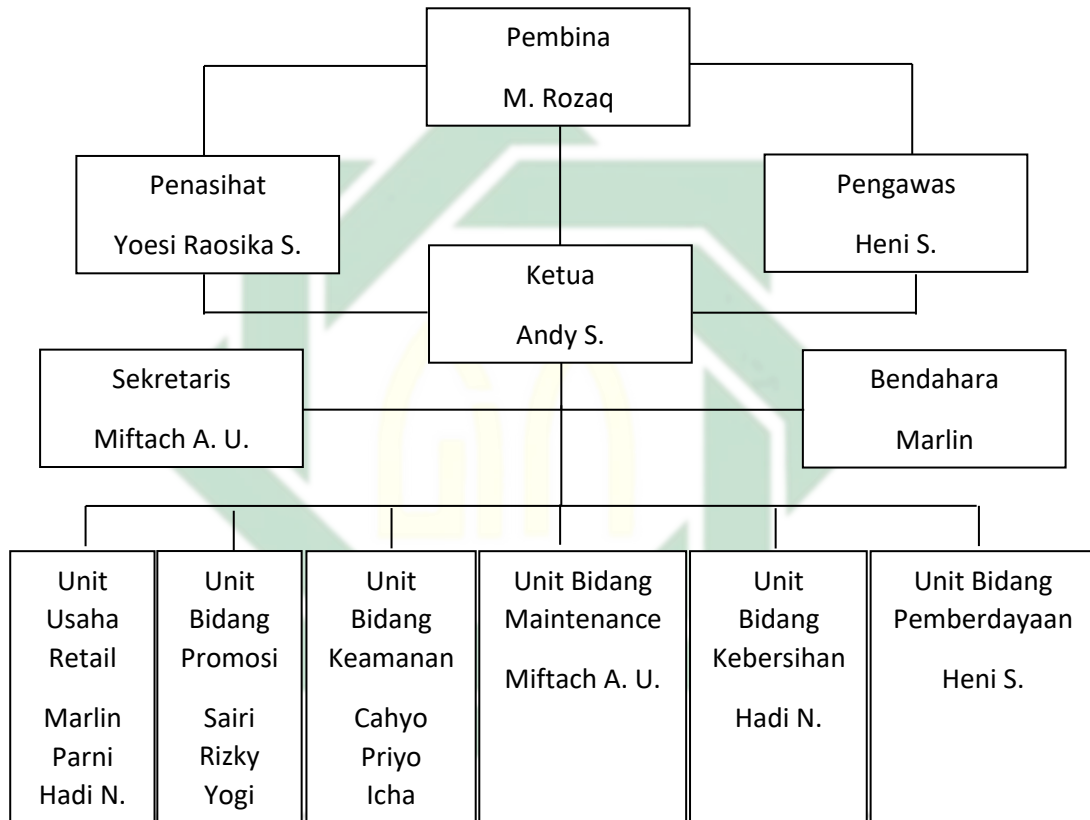 Pembina
M. Rozaq
Penasihat
Yoesi Raosika S.
Pengawas
Heni S.
Ketua
Andy S.
Sekretaris
Miftach A. U.
Bendahara
Marlin
Unit
Usaha
Retail
Marlin
Parni
Hadi N.
Unit
Bidang
Promosi
Sairi
Rizky
Yogi
Unit
Bidang
Keamanan
Cahyo
Priyo
Icha
Unit Bidang
Maintenance
Miftach A. U.
Unit
Bidang
Kebersihan
Hadi N.
Unit Bidang
Pemberdayaan
Heni S.